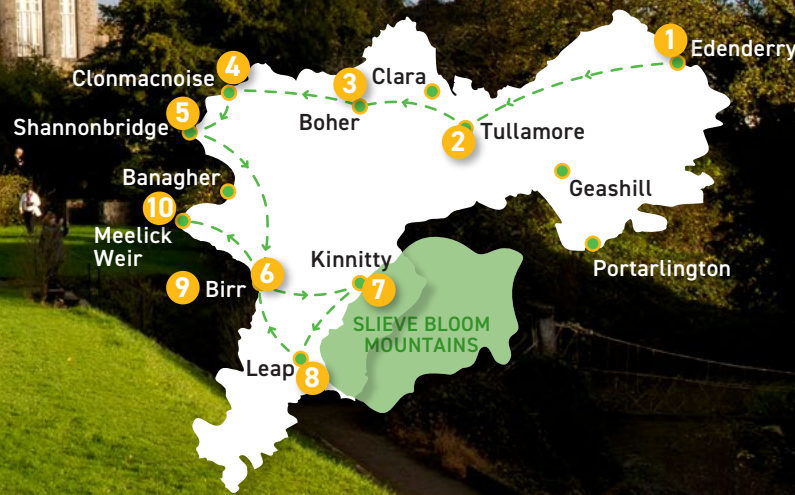 1 Edenderry
4
Clonmacnoise
3 Clara
5
Boher
Shannonbridge
2 Tullamore
Banagher
Geashill
10
Meelick
Weir
Kinnitty
6
Portarlington
9 Birr
7
SLIEVE BLOOM
MOUNTAINS
Leap
8